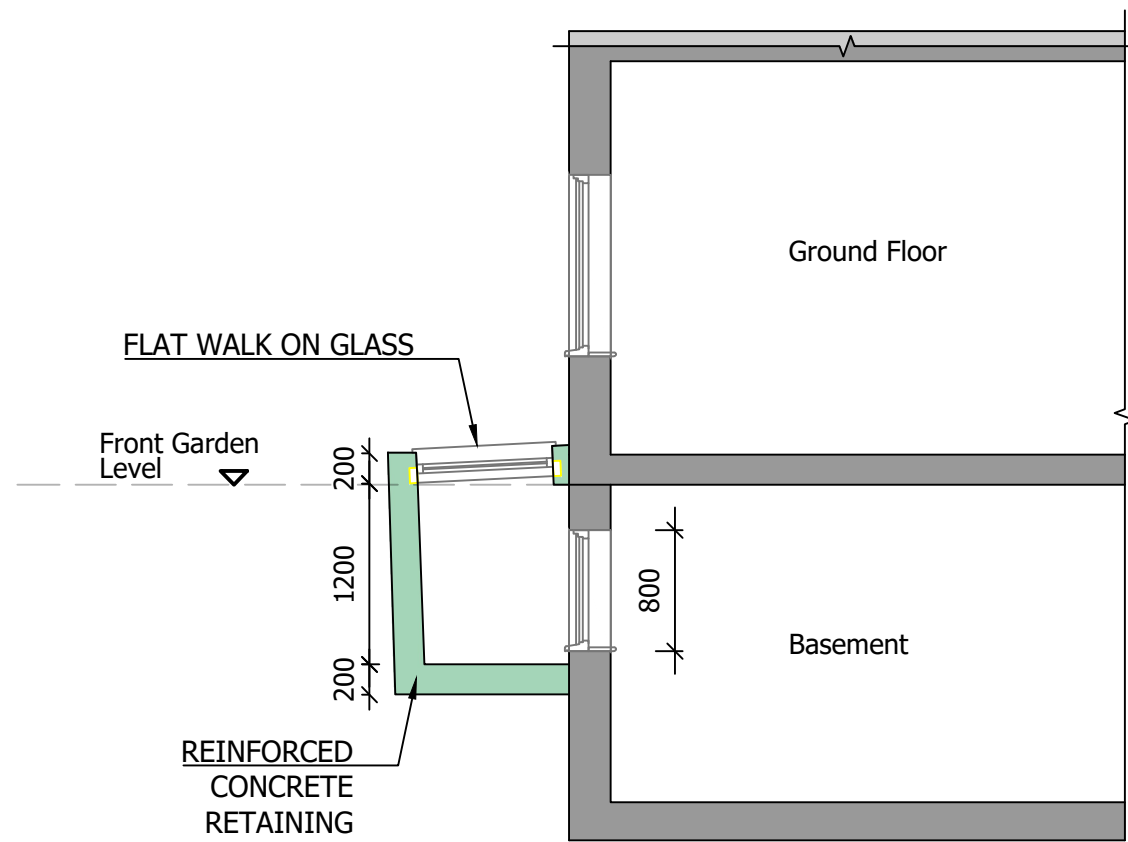 Ground Floor
FLAT WALK ON GLASS
Front Garden
Level
200
1200
800
Basement
200
REINFORCED
CONCRETE
RETAINING